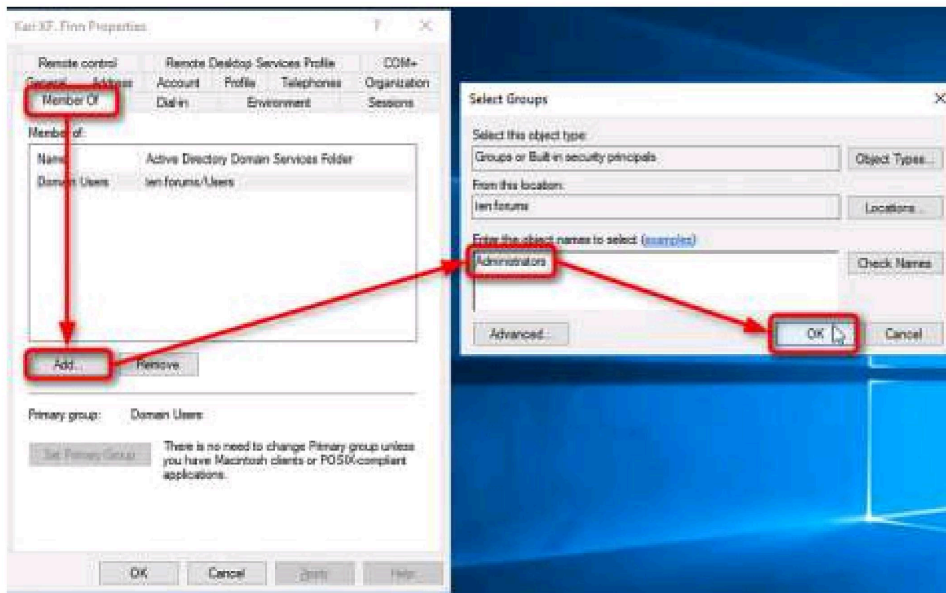 Kari XF. Finn Properties
? ×
Remote control Remote Desktop Services Profile COM+
General Address Account Profile Telephones Organization
Member Of Dial-in Environment Sessions
Member of:
Name Active Directory Domain Services Folder
Domain Users ten.forums/Users
Add... Remove
Primary group: Domain Users
Set Primary Group
There is no need to change Primary group unless
you have Macintosh clients or POSIX-compliant
applications.
OK Cancel Apply Help
Select Groups ×
Select this object type:
Groups or Built-in security principals Object Types...
From this location:
ten.forums Locations...
Enter the object names to select (examples):
Administrators Check Names
Advanced... OK Cancel